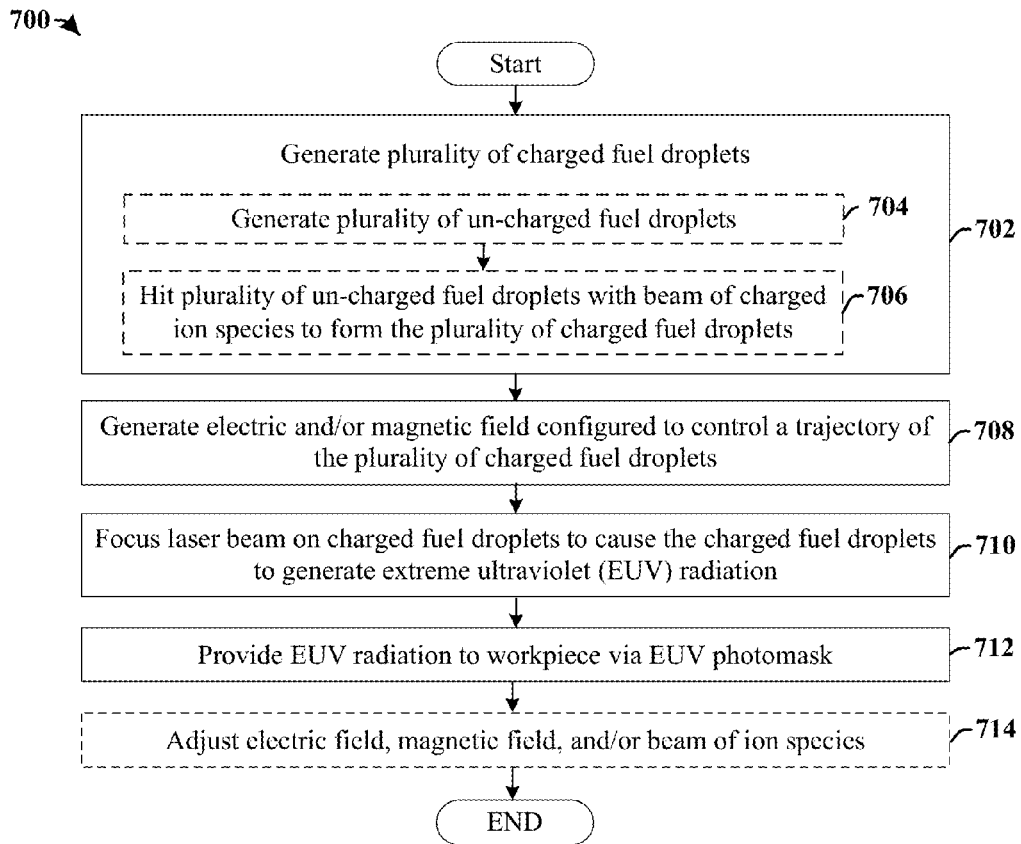 700
Start
Generate plurality of charged fuel droplets
Generate plurality of un-charged fuel droplets
704
702
Hit plurality of un-charged fuel droplets with beam of charged
ion species to form the plurality of charged fuel droplets
706
Generate electric and/or magnetic field configured to control a trajectory of
the plurality of charged fuel droplets
708
Focus laser beam on charged fuel droplets to cause the charged fuel droplets
to generate extreme ultraviolet (EUV) radiation
710
Provide EUV radiation to workpiece via EUV photomask
712
Adjust electric field, magnetic field, and/or beam of ion species
714
END